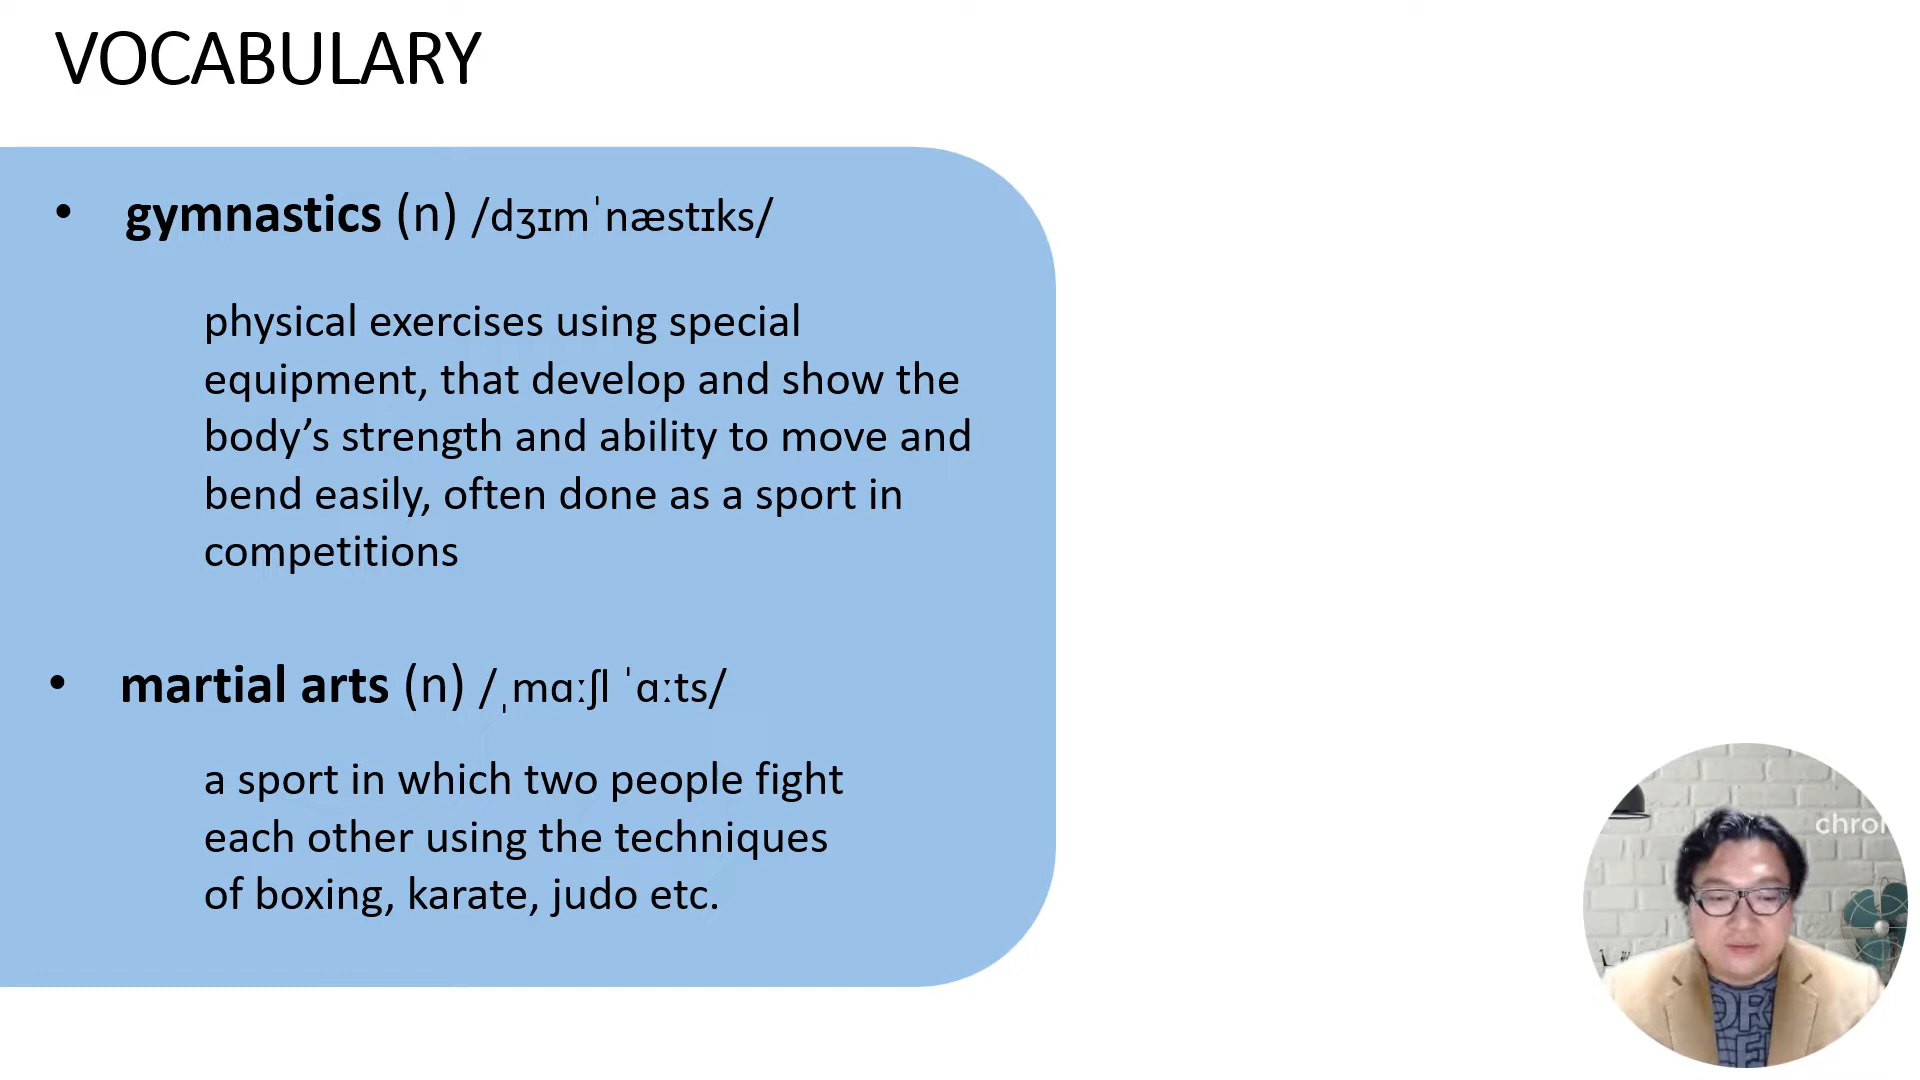 VOCABULARY
• gymnastics (n) /dʒɪmˈnæstɪks/
physical exercises using special
equipment, that develop and show the
body’s strength and ability to move and
bend easily, often done as a sport in
competitions
• martial arts (n) /ˌmɑːʃl ˈɑːts/
a sport in which two people fight
each other using the techniques
of boxing, karate, judo etc.